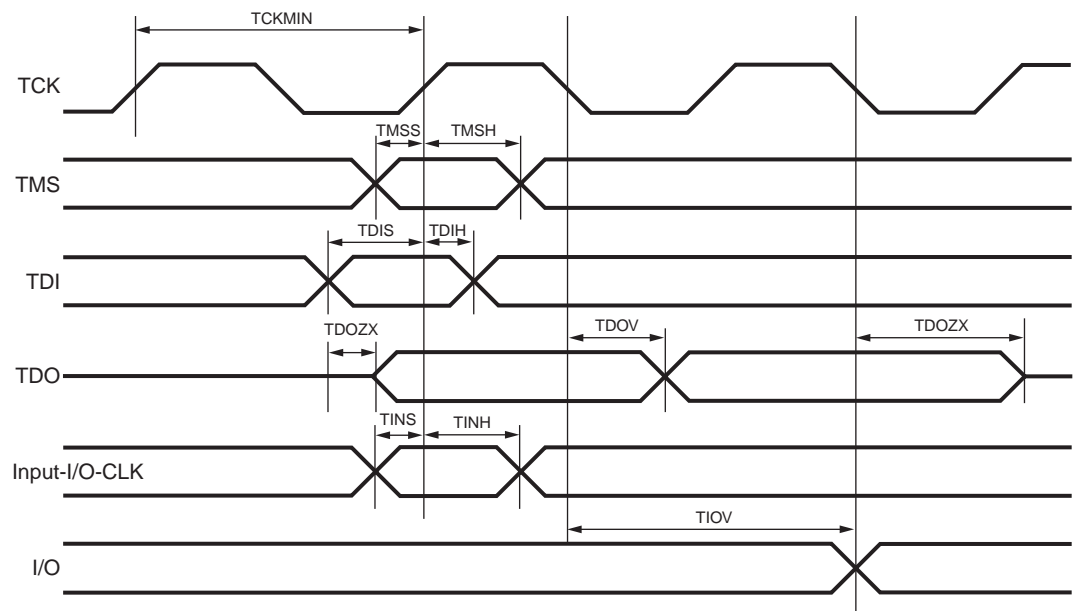 TCKMIN
TCK
TMSS TMSH
TMS
TDIS TDIH
TDI
TDOZX TDOV TDOZX
TDO
TINS TINH
Input-I/O-CLK
TIOV
I/O